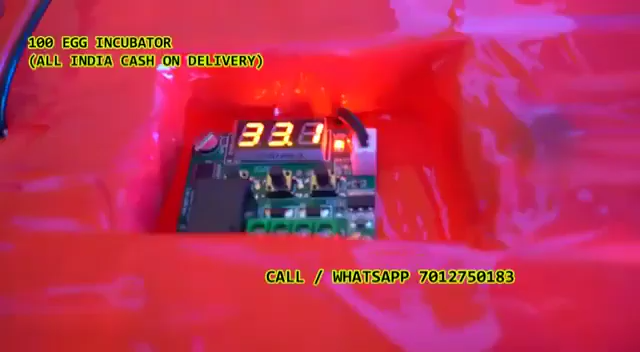 100 EGG INCUBATOR
(ALL INDIA CASH ON DELIVERY)
33.1
CALL / WHATSAPP 7012750183